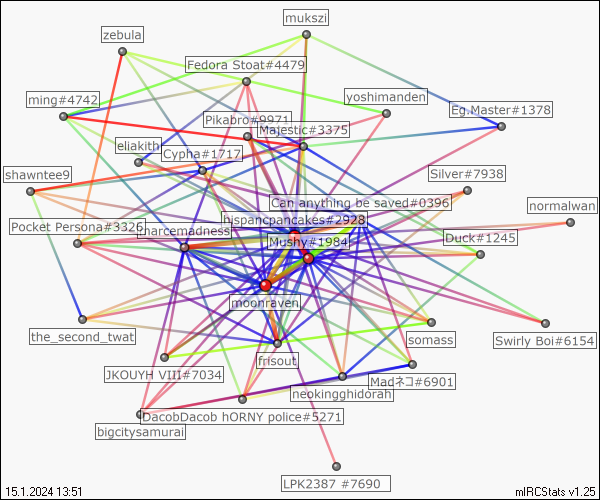 mukszi
zebula
Fedora Stoat#4479
ming#4742
yoshimanden
Eg.Master#1378
Pikabro#9971
Majestic#3375
eliakith
Cypha#1717
shawntee9
Silver#7938
Can anything be saved#0396
normalwan
hispancpancakes#2928
Pocket Persona#3326
tharcemadness
Mushy#1984
Duck#1245
moonraven
the_second_twat
somass
Swirly Boi#6154
frisout
JKOUYH VIII#7034
Madネコ#6901
neokingghidorah
DacobDacob hORNY police#5271
bigcitysamurai
LPK2387 #7690
15.1.2024 13:51
mIRCStats v1.25